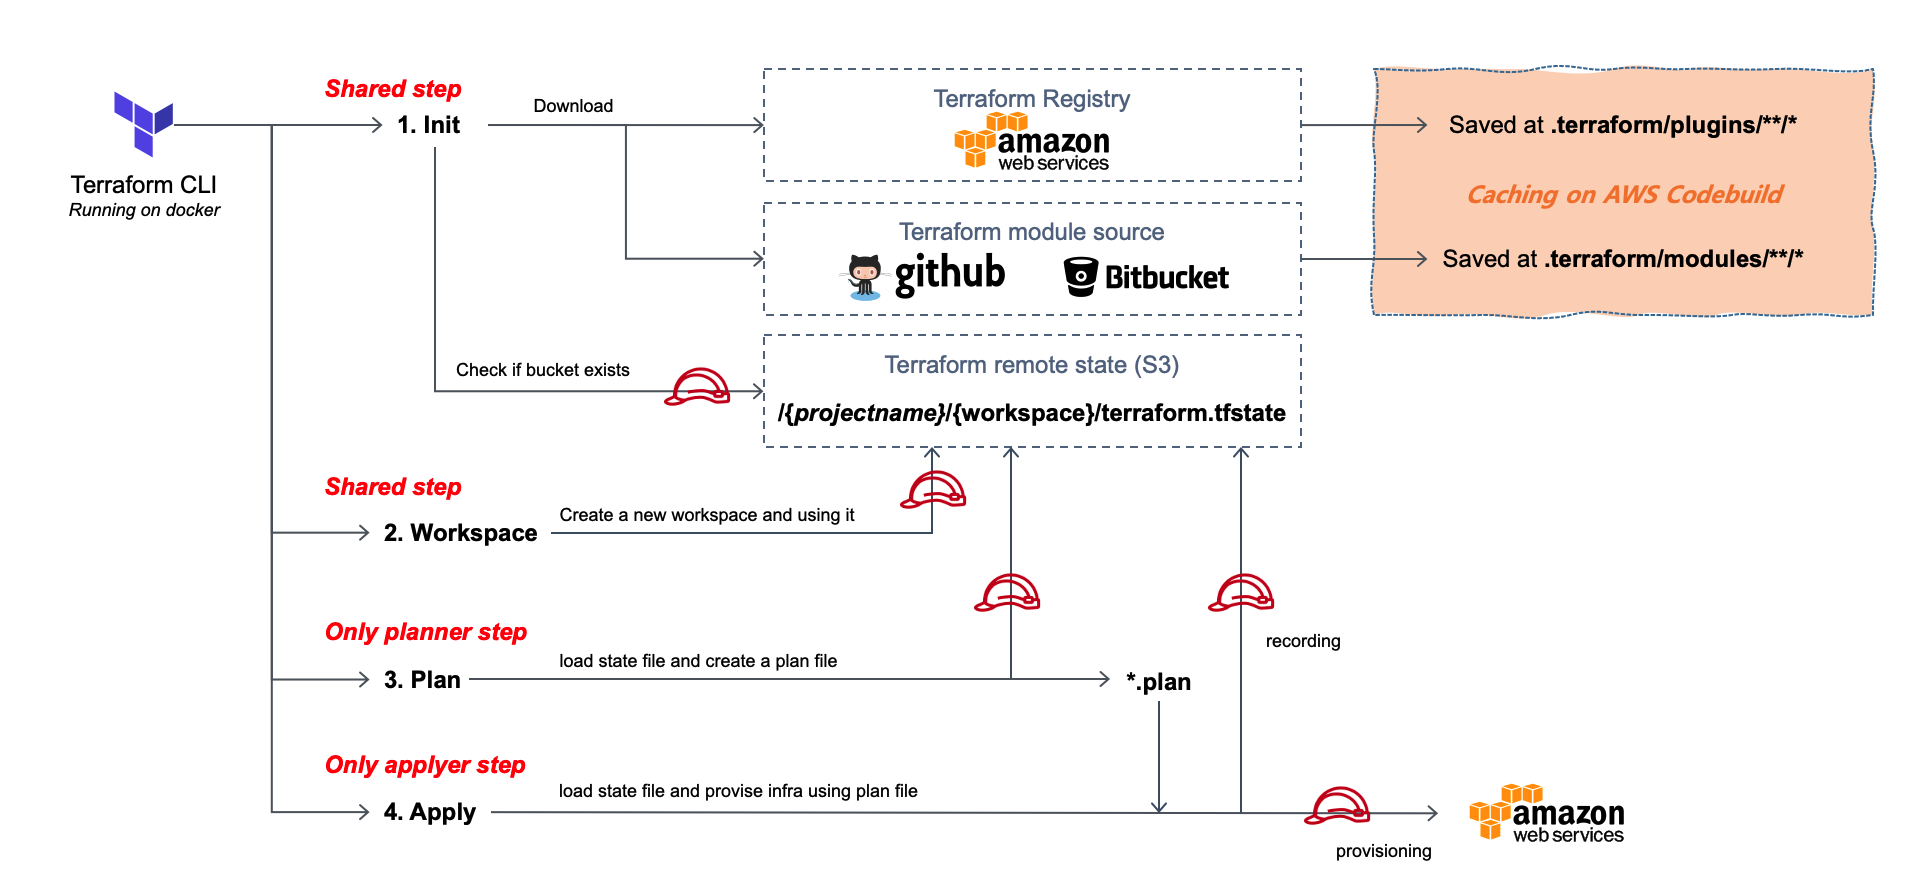 Shared step
1. Init
Download
Terraform CLI
Running on docker
Terraform Registry
amazon
web services
Saved at .terraform/plugins/**/*
Caching on AWS Codebuild
Terraform module source
github
Bitbucket
Saved at .terraform/modules/**/*
Check if bucket exists
Terraform remote state (S3)
/{projectname}/{workspace}/terraform.tfstate
Shared step
2. Workspace
Create a new workspace and using it
Only planner step
3. Plan
load state file and create a plan file
*.plan
recording
Only applyer step
4. Apply
load state file and provise infra using plan file
provisioning
amazon
web services